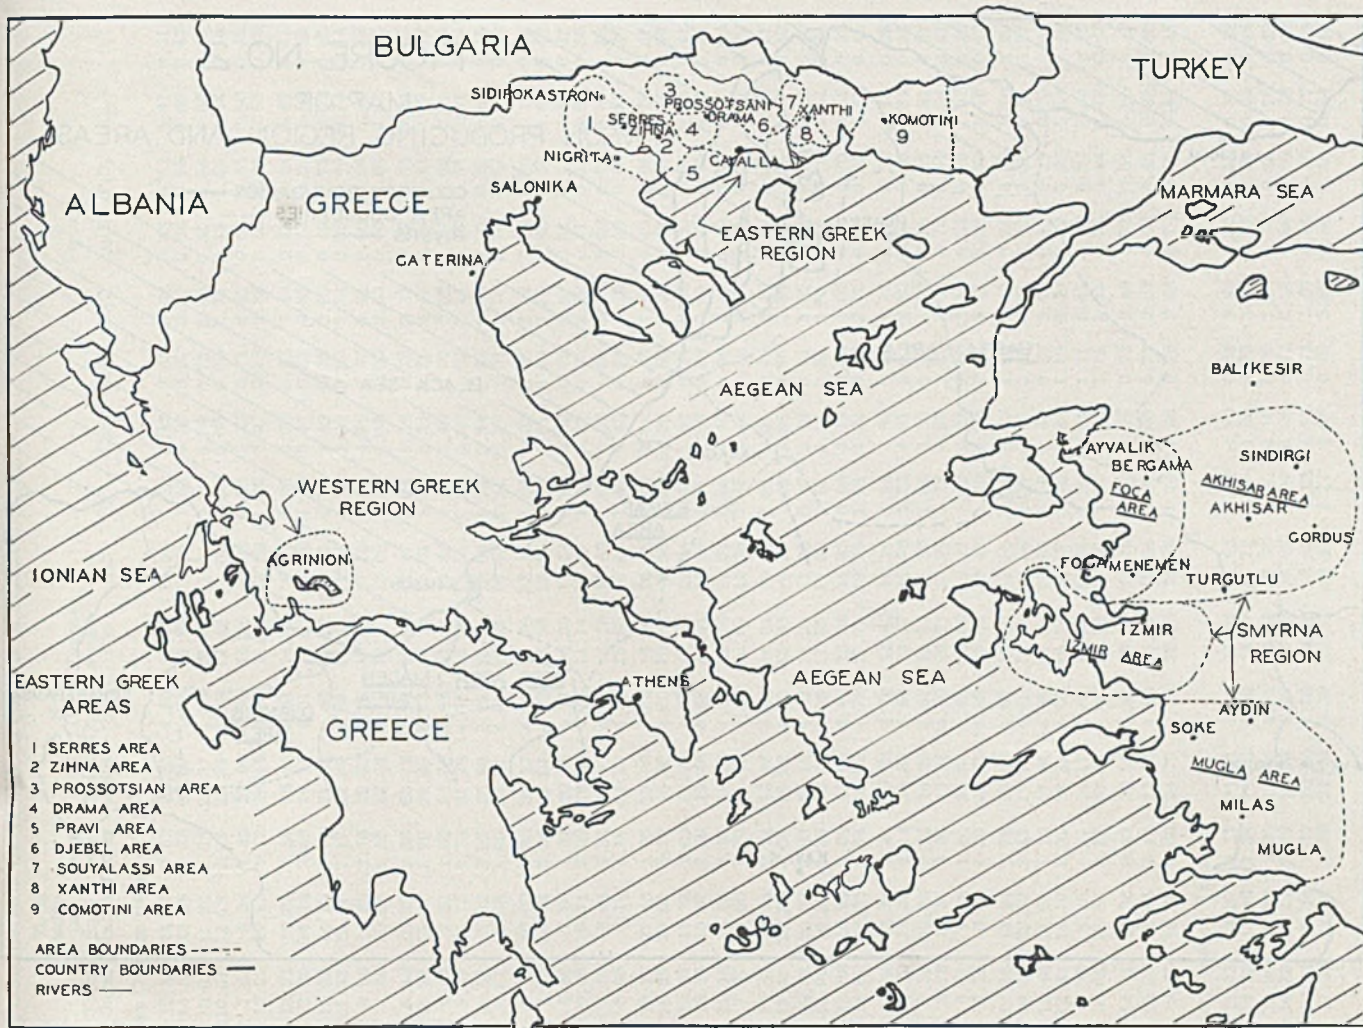 BULGARIA
TURKEY
SIDIROKASTRON
3
7
PROSSOTSANI
XANTHI
1
SERRES
DRAMA
KOMOTINI
ZIHNA
4
6
8
9
2
NIGRITA
CAVALLA
5
SALONIKA
MARMARA SEA
ALBANIA
GREECE
EASTERN GREEK
REGION
CATERINA
BALIKESIR
AEGEAN SEA
AYVALIK
BERGAMA
SINDIRGI
WESTERN GREEK
REGION
FOCA
AREA
AKHISAR AREA
AKHISAR
GORDUS
AGRINION
IONIAN SEA
FOCA
MENEMEN
TURGUTLU
IZMIR
SMYRNA
REGION
IZMIR AREA
ATHENS
AEGEAN SEA
EASTERN GREEK
AREAS
GREECE
AYDIN
SOKE
MUGLA AREA
MILAS
MUGLA
1 SERRES AREA
2 ZIHNA AREA
3 PROSSOTSIAN AREA
4 DRAMA AREA
5 PRAVI AREA
6 DJEBEL AREA
7 SOUYALASSI AREA
8 XANTHI AREA
9 COMOTINI AREA
AREA BOUNDARIES
COUNTRY BOUNDARIES
RIVERS